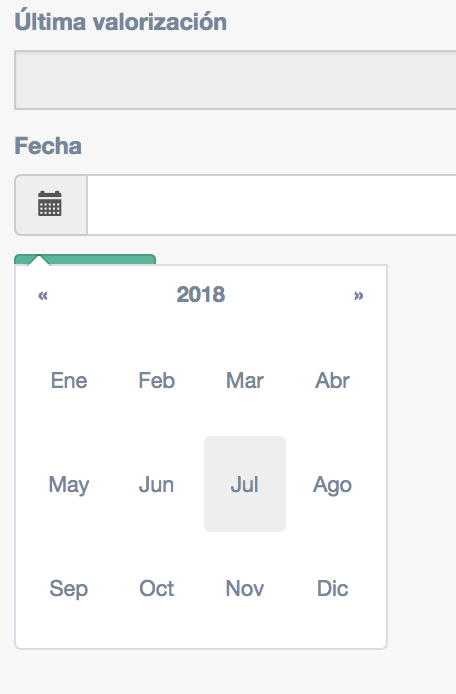 Última valorización
Fecha
« 2018 »
Ene Feb Mar Abr
May Jun Jul Ago
Sep Oct Nov Dic